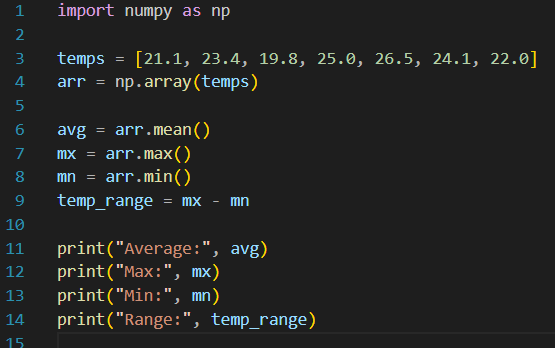 1 import numpy as np
2
3 temps = [21.1, 23.4, 19.8, 25.0, 26.5, 24.1, 22.0]
4 arr = np.array(temps)
5
6 avg = arr.mean()
7 mx = arr.max()
8 mn = arr.min()
9 temp_range = mx - mn
10
11 print("Average:", avg)
12 print("Max:", mx)
13 print("Min:", mn)
14 print("Range:", temp_range)
15